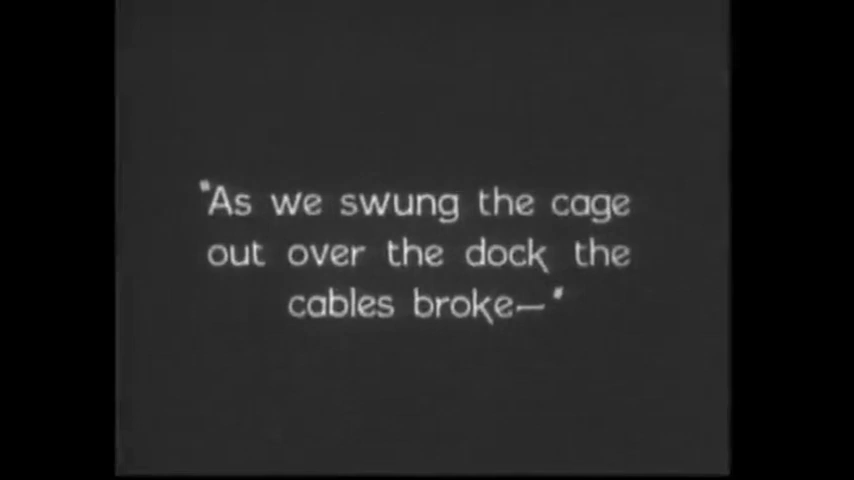 "As we swung the cage
out over the dock the
cables broke—"